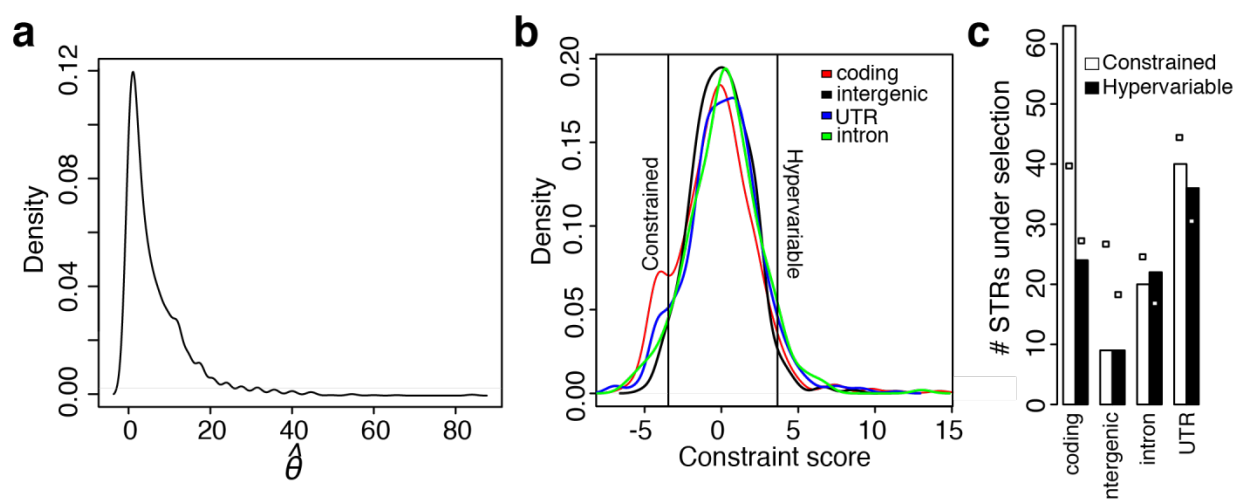 a
Density
0.00
0.04
0.08
0.12
0
20
40
60
80
θ̂
b
Density
0.00
0.05
0.10
0.15
0.20
Constrained
Hypervariable
coding
intergenic
UTR
intron
-5
0
5
10
15
Constraint score
c
# STRs under selection
0
10
20
30
40
50
60
Constrained
Hypervariable
coding
ntergenic
intron
UTR